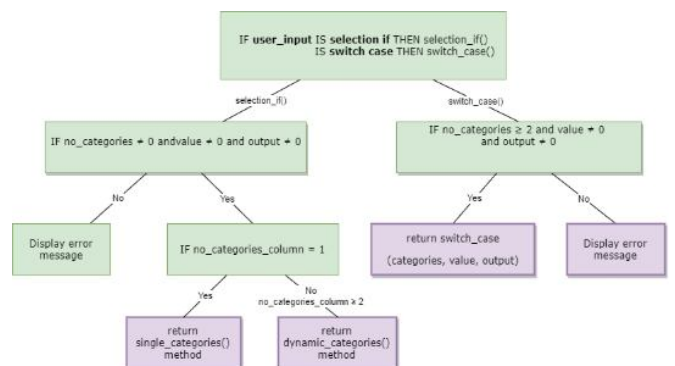 IF user_input IS selection if THEN selection_if()
IS switch case THEN switch_case()
selection_if()
switch_case()
IF no_categories ≠ 0 andvalue ≠ 0 and output ≠ 0
IF no_categories ≥ 2 and value ≠ 0
and output ≠ 0
No
Yes
Yes
No
Display error
message
IF no_categories_column = 1
return switch_case
(categories, value, output)
Display error
message
Yes
No
no_categories_column ≥ 2
return
single_categories()
method
return
dynamic_categories()
method